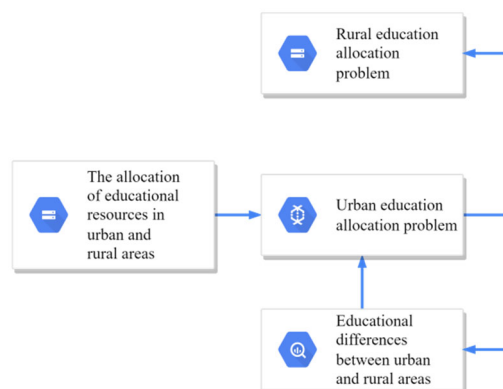 Rural education
allocation
problem
The allocation
of educational
resources in
urban and
rural areas
Urban education
allocation problem
Educational
differences
between urban
and rural areas